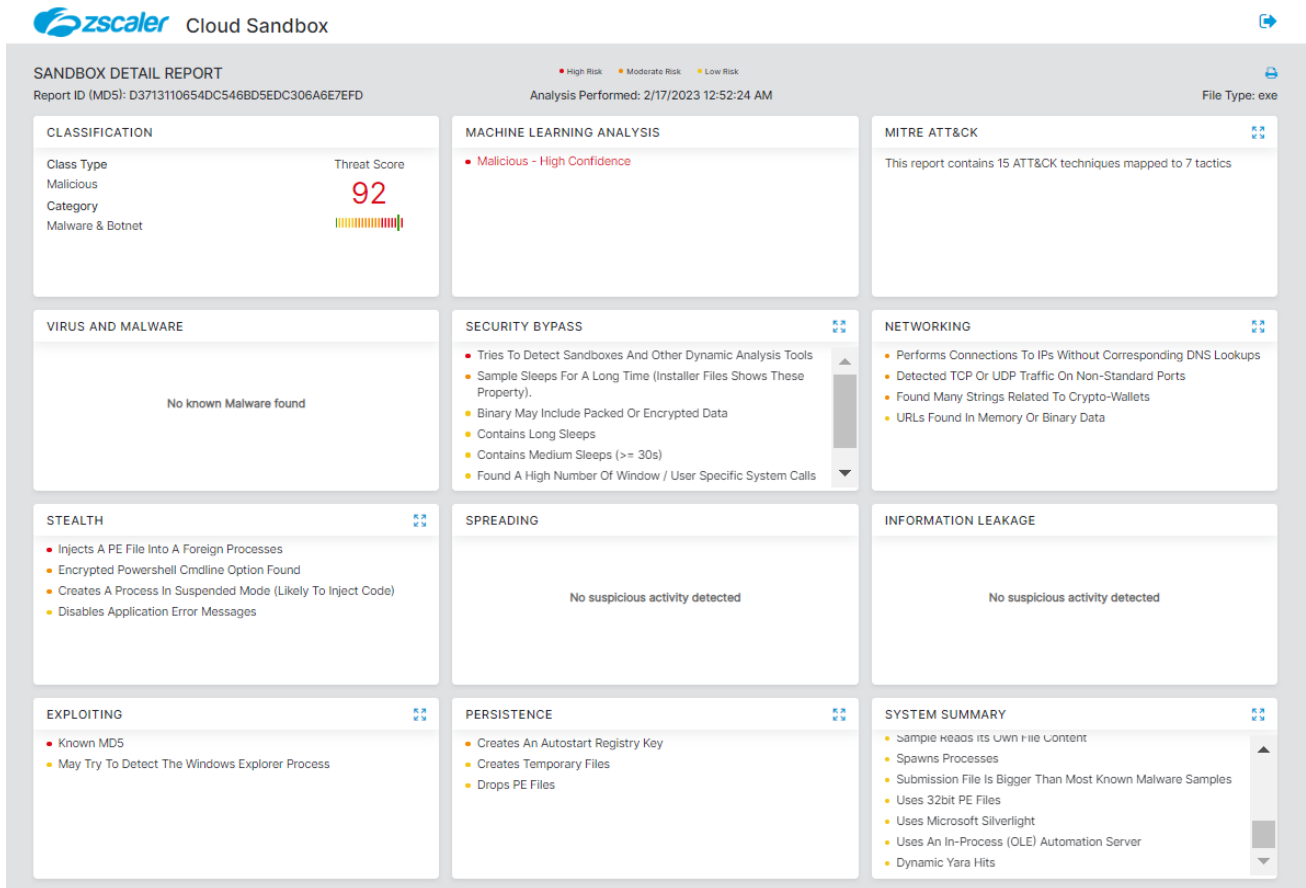 zscaler Cloud Sandbox
SANDBOX DETAIL REPORT
High Risk Moderate Risk Low Risk
Report ID (MD5): D3713110654DC546BD5EDC306A6E7EFD
Analysis Performed: 2/17/2023 12:52:24 AM
File Type: exe
CLASSIFICATION
Class Type
Malicious
Category
Malware & Botnet
Threat Score
92
MACHINE LEARNING ANALYSIS
Malicious - High Confidence
MITRE ATT&CK
This report contains 15 ATT&CK techniques mapped to 7 tactics
VIRUS AND MALWARE
No known Malware found
SECURITY BYPASS
Tries To Detect Sandboxes And Other Dynamic Analysis Tools
Sample Sleeps For A Long Time (Installer Files Shows These
Property).
Binary May Include Packed Or Encrypted Data
Contains Long Sleeps
Contains Medium Sleeps (>= 30s)
Found A High Number Of Window / User Specific System Calls
NETWORKING
Performs Connections To IPs Without Corresponding DNS Lookups
Detected TCP Or UDP Traffic On Non-Standard Ports
Found Many Strings Related To Crypto-Wallets
URLs Found In Memory Or Binary Data
STEALTH
Injects A PE File Into A Foreign Processes
Encrypted Powershell Cmdline Option Found
Creates A Process In Suspended Mode (Likely To Inject Code)
Disables Application Error Messages
SPREADING
No suspicious activity detected
INFORMATION LEAKAGE
No suspicious activity detected
EXPLOITING
Known MD5
May Try To Detect The Windows Explorer Process
PERSISTENCE
Creates An Autostart Registry Key
Creates Temporary Files
Drops PE Files
SYSTEM SUMMARY
Sample Reads Its Own File Content
Spawns Processes
Submission File Is Bigger Than Most Known Malware Samples
Uses 32bit PE Files
Uses Microsoft Silverlight
Uses An In-Process (OLE) Automation Server
Dynamic Yara Hits